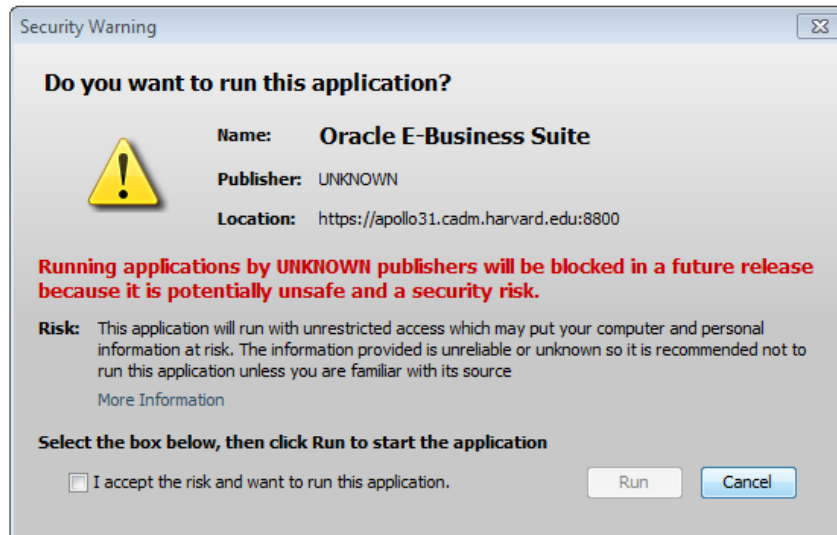 Security Warning
Do you want to run this application?
Name: Oracle E-Business Suite
Publisher: UNKNOWN
Location: https://apollo31.cadm.harvard.edu:8800
Running applications by UNKNOWN publishers will be blocked in a future release
because it is potentially unsafe and a security risk.
Risk: This application will run with unrestricted access which may put your computer and personal
information at risk. The information provided is unreliable or unknown so it is recommended not to
run this application unless you are familiar with its source
More Information
Select the box below, then click Run to start the application
I accept the risk and want to run this application. Run Cancel